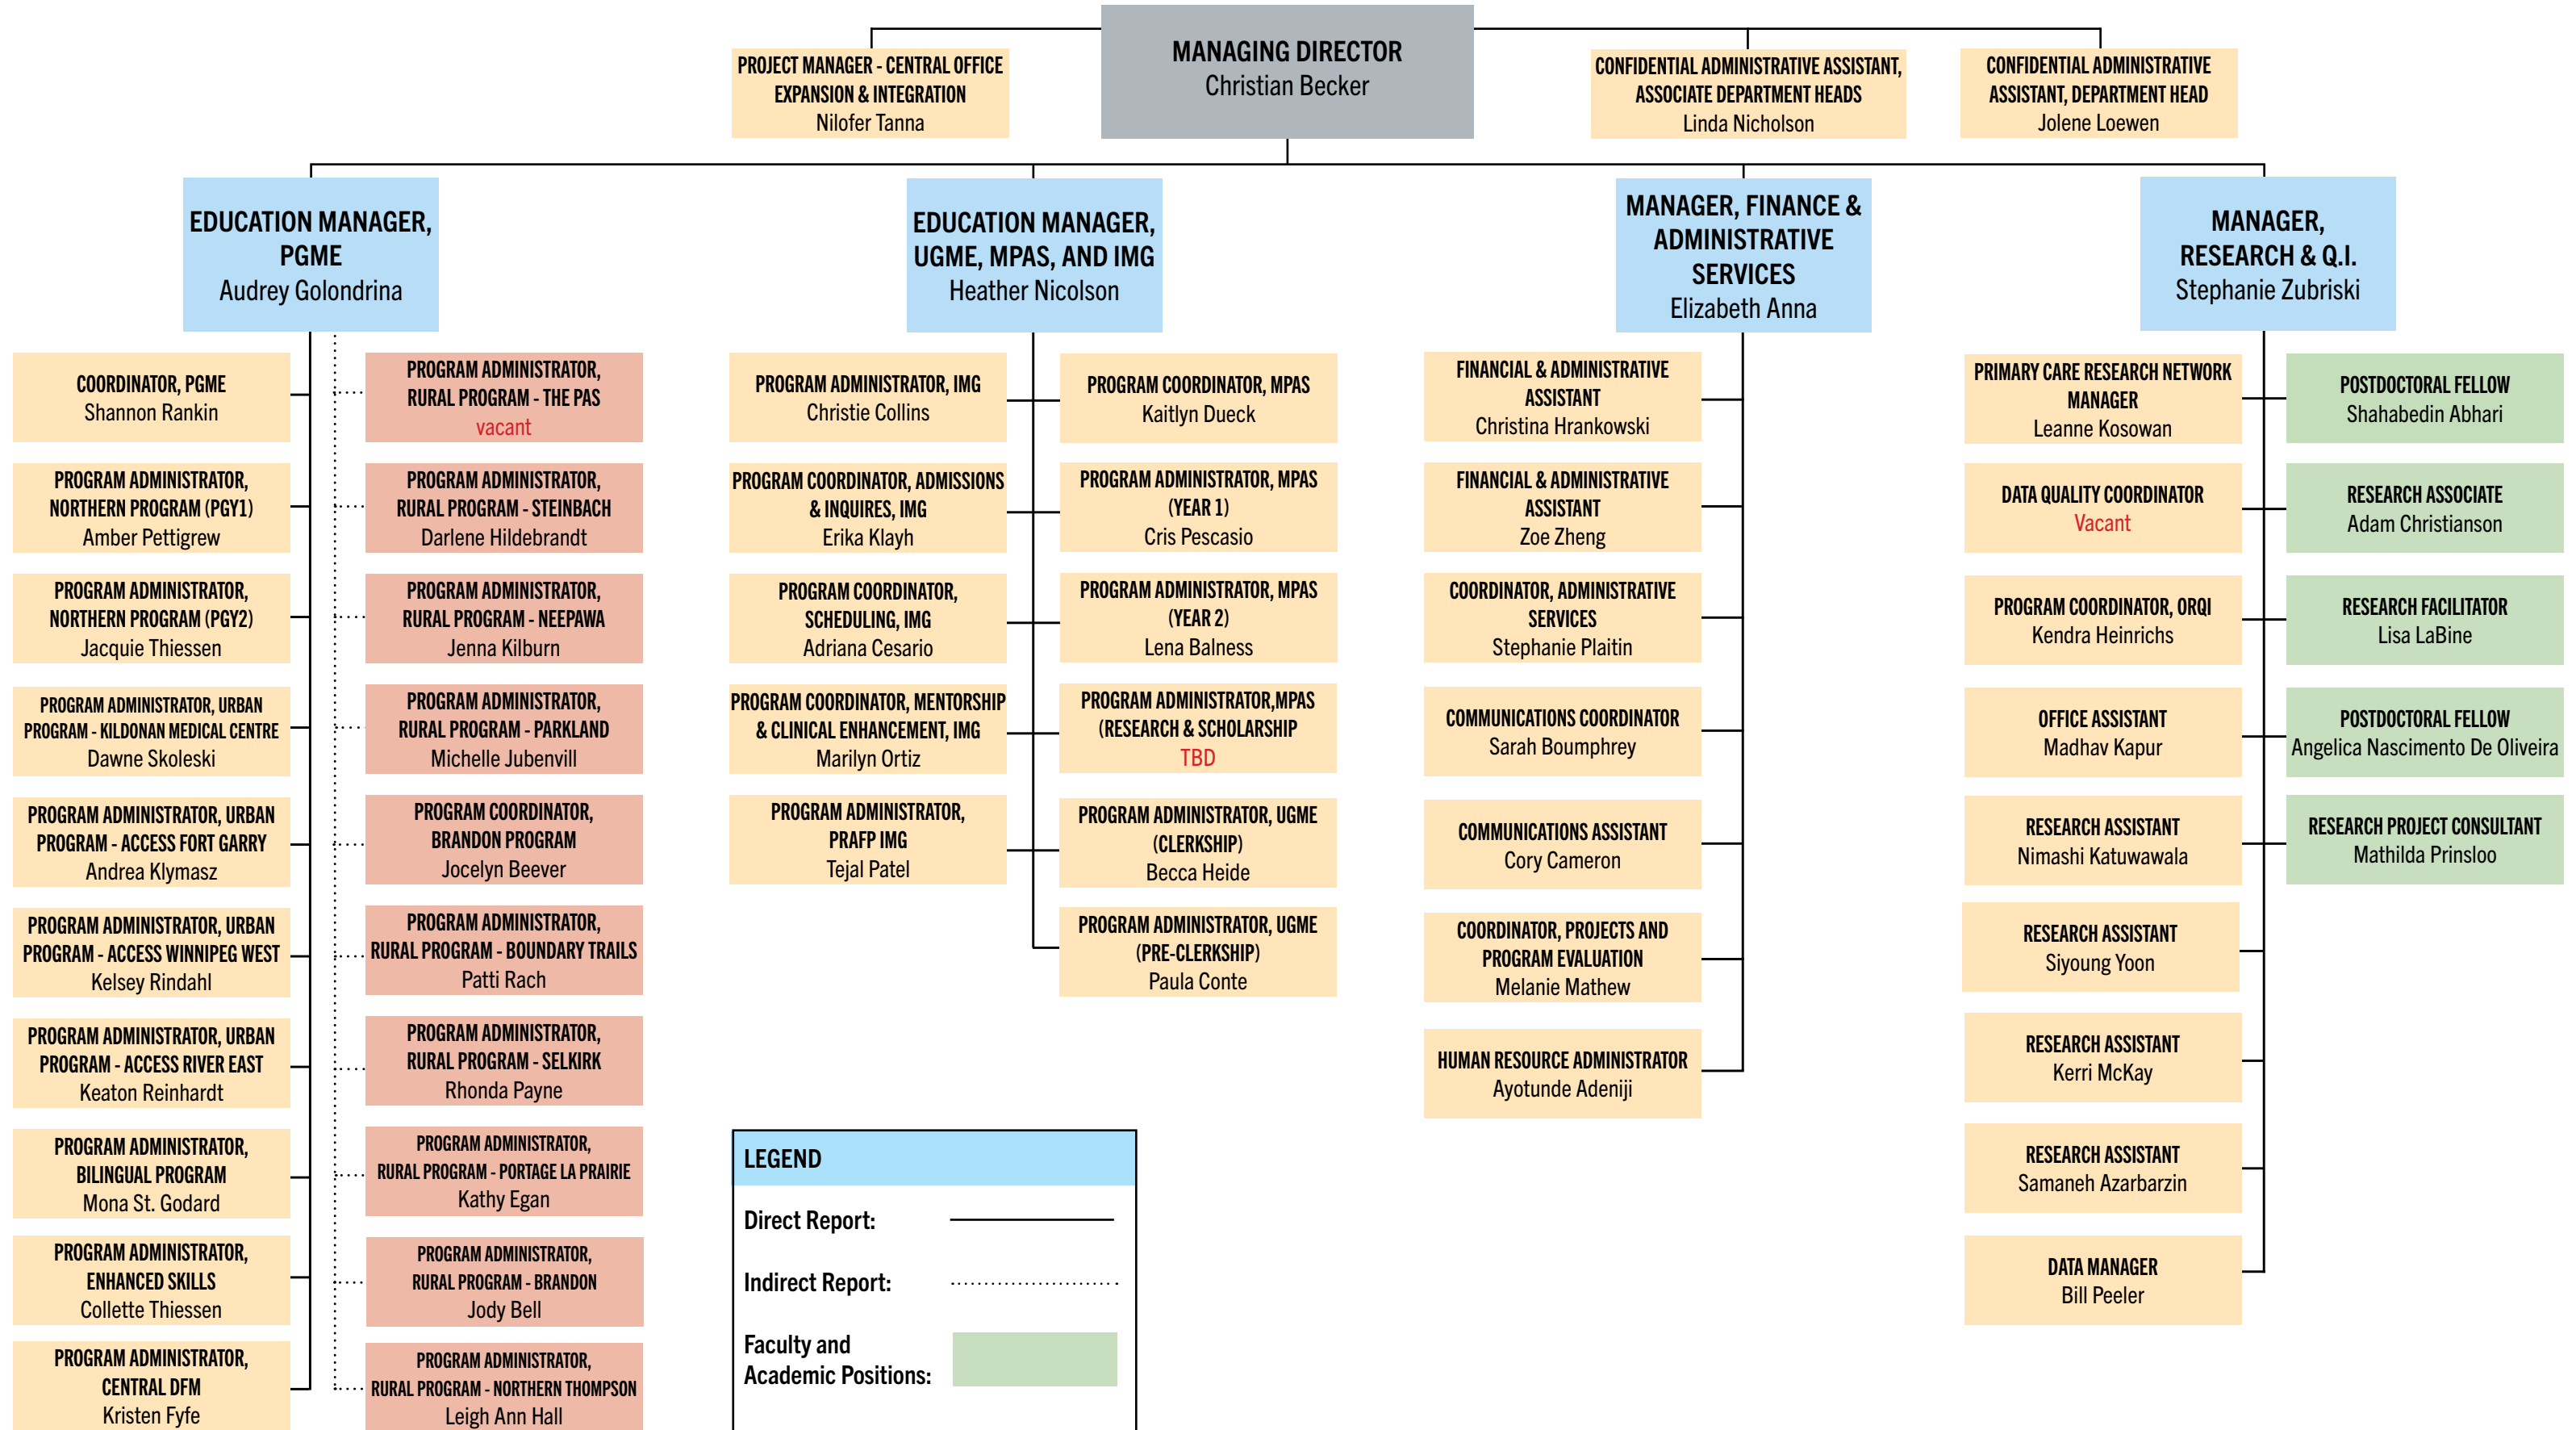 MANAGING DIRECTOR
Christian Becker
PROJECT MANAGER - CENTRAL OFFICE
EXPANSION & INTEGRATION
Nilofer Tanna
CONFIDENTIAL ADMINISTRATIVE ASSISTANT,
ASSOCIATE DEPARTMENT HEADS
Linda Nicholson
CONFIDENTIAL ADMINISTRATIVE
ASSISTANT, DEPARTMENT HEAD
Jolene Loewen
EDUCATION MANAGER,
PGME
Audrey Golondrina
EDUCATION MANAGER,
UGME, MPAS, AND IMG
Heather Nicolson
MANAGER, FINANCE &
ADMINISTRATIVE
SERVICES
Elizabeth Anna
MANAGER,
RESEARCH & Q.I.
Stephanie Zubriski
COORDINATOR, PGME
Shannon Rankin
PROGRAM ADMINISTRATOR,
NORTHERN PROGRAM (PGY1)
Amber Pettigrew
PROGRAM ADMINISTRATOR,
NORTHERN PROGRAM (PGY2)
Jacquie Thiessen
PROGRAM ADMINISTRATOR, URBAN
PROGRAM - KILDONAN MEDICAL CENTRE
Dawne Skoleski
PROGRAM ADMINISTRATOR, URBAN
PROGRAM - ACCESS FORT GARRY
Andrea Klymasz
PROGRAM ADMINISTRATOR, URBAN
PROGRAM - ACCESS WINNIPEG WEST
Kelsey Rindahl
PROGRAM ADMINISTRATOR, URBAN
PROGRAM - ACCESS RIVER EAST
Keaton Reinhardt
PROGRAM ADMINISTRATOR,
BILINGUAL PROGRAM
Mona St. Godard
PROGRAM ADMINISTRATOR,
ENHANCED SKILLS
Collette Thiessen
PROGRAM ADMINISTRATOR,
CENTRAL DFM
Kristen Fyfe
PROGRAM ADMINISTRATOR,
RURAL PROGRAM - THE PAS
vacant
PROGRAM ADMINISTRATOR,
RURAL PROGRAM - STEINBACH
Darlene Hildebrandt
PROGRAM ADMINISTRATOR,
RURAL PROGRAM - NEEPAWA
Jenna Kilburn
PROGRAM ADMINISTRATOR,
RURAL PROGRAM - PARKLAND
Michelle Jubenvill
PROGRAM COORDINATOR,
BRANDON PROGRAM
Jocelyn Beever
PROGRAM ADMINISTRATOR,
RURAL PROGRAM - BOUNDARY TRAILS
Patti Rach
PROGRAM ADMINISTRATOR,
RURAL PROGRAM - SELKIRK
Rhonda Payne
PROGRAM ADMINISTRATOR,
RURAL PROGRAM - PORTAGE LA PRAIRIE
Kathy Egan
PROGRAM ADMINISTRATOR,
RURAL PROGRAM - BRANDON
Jody Bell
PROGRAM ADMINISTRATOR,
RURAL PROGRAM - NORTHERN THOMPSON
Leigh Ann Hall
PROGRAM ADMINISTRATOR, IMG
Christie Collins
PROGRAM COORDINATOR, ADMISSIONS
& INQUIRES, IMG
Erika Klayh
PROGRAM COORDINATOR,
SCHEDULING, IMG
Adriana Cesario
PROGRAM COORDINATOR, MENTORSHIP
& CLINICAL ENHANCEMENT, IMG
Marilyn Ortiz
PROGRAM ADMINISTRATOR,
PRAFP IMG
Tejal Patel
PROGRAM COORDINATOR, MPAS
Kaitlyn Dueck
PROGRAM ADMINISTRATOR, MPAS
(YEAR 1)
Cris Pescasio
PROGRAM ADMINISTRATOR, MPAS
(YEAR 2)
Lena Balness
PROGRAM ADMINISTRATOR,MPAS
(RESEARCH & SCHOLARSHIP
TBD
PROGRAM ADMINISTRATOR, UGME
(CLERKSHIP)
Becca Heide
PROGRAM ADMINISTRATOR, UGME
(PRE-CLERKSHIP)
Paula Conte
FINANCIAL & ADMINISTRATIVE
ASSISTANT
Christina Hrankowski
FINANCIAL & ADMINISTRATIVE
ASSISTANT
Zoe Zheng
COORDINATOR, ADMINISTRATIVE
SERVICES
Stephanie Plaitin
COMMUNICATIONS COORDINATOR
Sarah Boumphrey
COMMUNICATIONS ASSISTANT
Cory Cameron
COORDINATOR, PROJECTS AND
PROGRAM EVALUATION
Melanie Mathew
HUMAN RESOURCE ADMINISTRATOR
Ayotunde Adeniji
PRIMARY CARE RESEARCH NETWORK
MANAGER
Leanne Kosowan
DATA QUALITY COORDINATOR
Vacant
PROGRAM COORDINATOR, ORQI
Kendra Heinrichs
OFFICE ASSISTANT
Madhav Kapur
RESEARCH ASSISTANT
Nimashi Katuwawala
RESEARCH ASSISTANT
Siyoung Yoon
RESEARCH ASSISTANT
Kerri McKay
RESEARCH ASSISTANT
Samaneh Azarbarzin
DATA MANAGER
Bill Peeler
POSTDOCTORAL FELLOW
Shahabedin Abhari
RESEARCH ASSOCIATE
Adam Christianson
RESEARCH FACILITATOR
Lisa LaBine
POSTDOCTORAL FELLOW
Angelica Nascimento De Oliveira
RESEARCH PROJECT CONSULTANT
Mathilda Prinsloo
LEGEND
Direct Report:
Indirect Report:
Faculty and
Academic Positions: